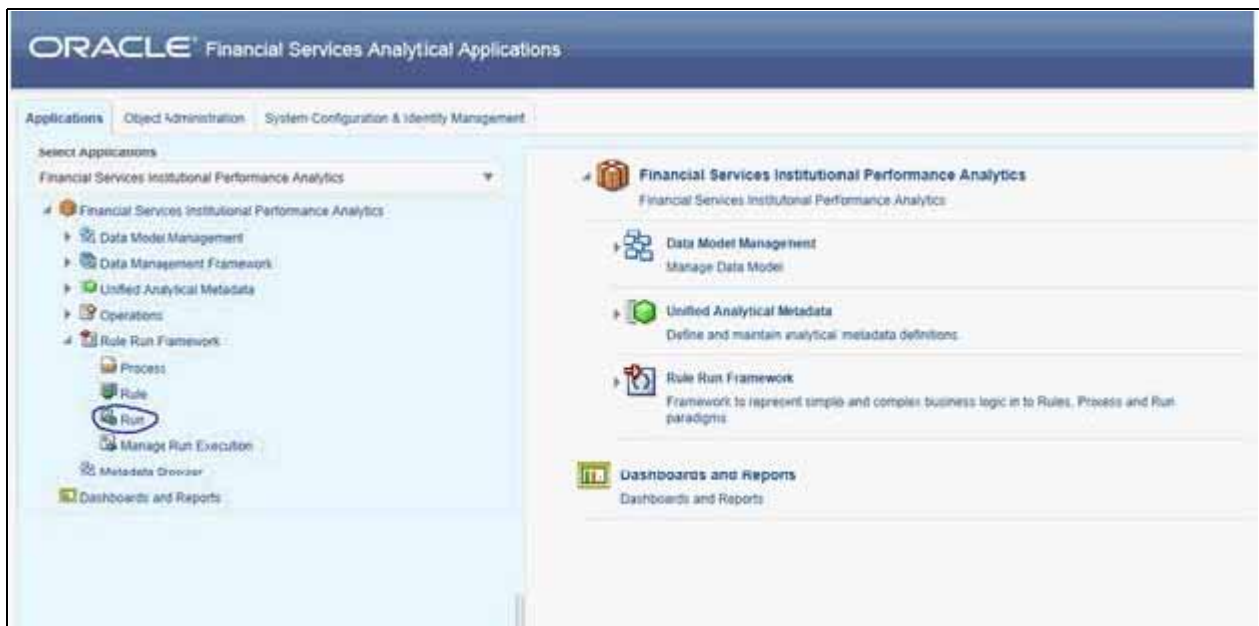 ORACLE Financial Services Analytical Applications
Applications Object Administration System Configuration & Identity Management
Select Applications
Financial Services Institutional Performance Analytics
Financial Services Institutional Performance Analytics
Data Model Management
Data Management Framework
Unified Analytical Metadata
Operations
Rule Run Framework
Process
Rule
Run
Manage Run Execution
Metadata Browser
Dashboards and Reports
Financial Services Institutional Performance Analytics
Financial Services Institutional Performance Analytics
Data Model Management
Manage Data Model
Unified Analytical Metadata
Define and maintain analytical metadata definitions
Rule Run Framework
Framework to represent simple and complex business logic in to Rules, Process and Run
paradigms
Dashboards and Reports
Dashboards and Reports